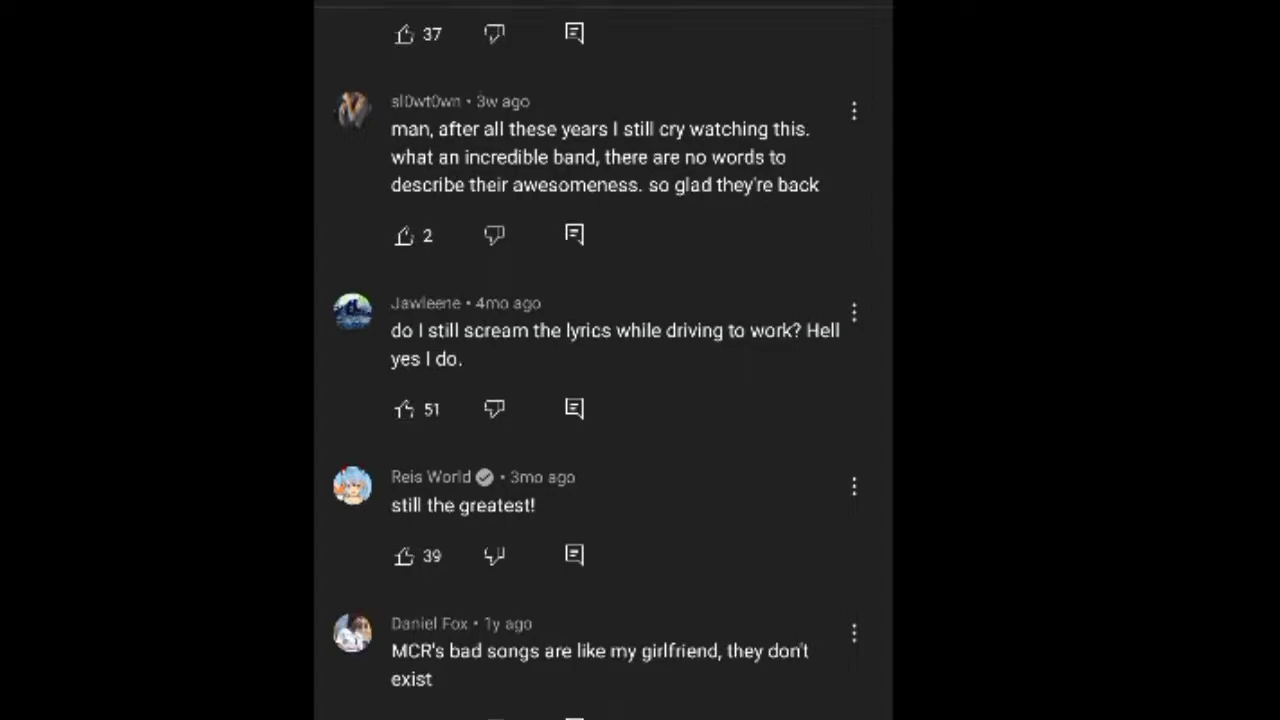 37
sl0wt0wn • 3w ago
man, after all these years I still cry watching this.
what an incredible band, there are no words to
describe their awesomeness. so glad they're back
2
Jawleene • 4mo ago
do I still scream the lyrics while driving to work? Hell
yes I do.
51
Reis World • 3mo ago
still the greatest!
39
Daniel Fox • 1y ago
MCR's bad songs are like my girlfriend, they don't
exist